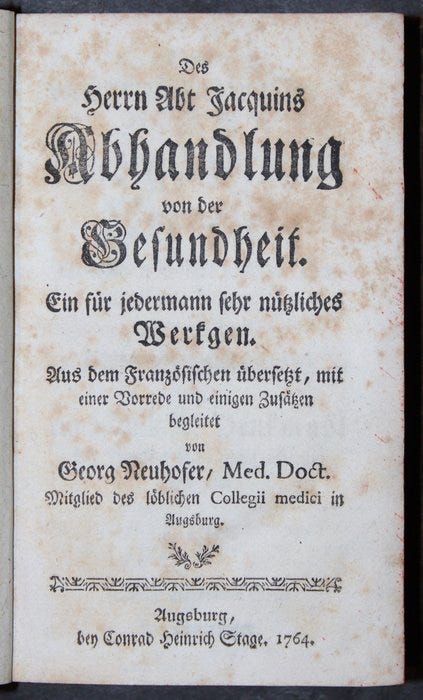 Des
Herrn Abt Jacquins
Abhandlung
von der
Gesundheit.
Ein für jedermann sehr nützliches
Werkgen.
Aus dem Französischen übersetzt, mit
einer Vorrede und einigen Zusätzen
begleitet
von
Georg Neuhofer, Med. Doct.
Mitglied des löblichen Collegii medici in
Augsburg.
Augsburg,
bey Conrad Heinrich Stage. 1764.